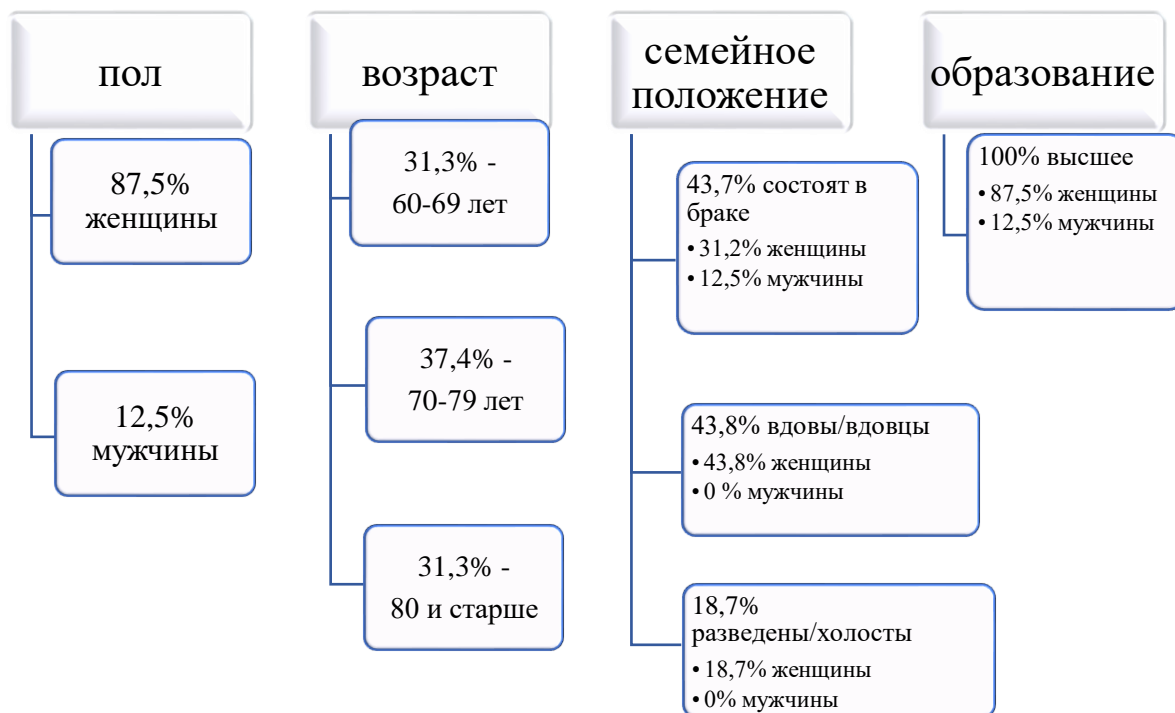 пол
87,5%
женщины
12,5%
мужчины
возраст
31,3% -
60-69 лет
37,4% -
70-79 лет
31,3% -
80 и старше
семейное
положение
43,7% состоят в
браке
• 31,2% женщины
• 12,5% мужчины
43,8% вдовы/вдовцы
• 43,8% женщины
• 0 % мужчины
18,7%
разведены/холосты
• 18,7% женщины
• 0% мужчины
образование
100% высшее
• 87,5% женщины
• 12,5% мужчины